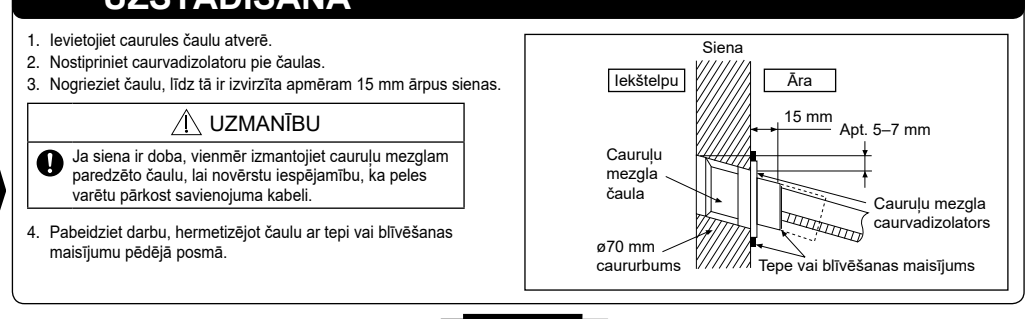 UZSTĀDĪŠANA
1. Ievietojiet caurules čaulu atverē.
2. Nostipriniet caurvadizolatoru pie čaulas.
3. Nogrieziet čaulu, līdz tā ir izvirzīta apmēram 15 mm ārpus sienas.
UZMANĪBU
Ja siena ir doba, vienmēr izmantojiet cauruļu mezglam
paredzēto čaulu, lai novērstu iespējamību, ka peles
varētu pārkost savienojuma kabeli.
4. Pabeidziet darbu, hermetizējot čaulu ar tepi vai blīvēšanas
maisījumu pēdējā posmā.
Siena
Iekštelpu
Āra
15 mm
Apt. 5–7 mm
Cauruļu
mezgla
čaula
Cauruļu mezgla
caurvadizolators
ø70 mm
caururbums
Tepe vai blīvēšanas maisījums